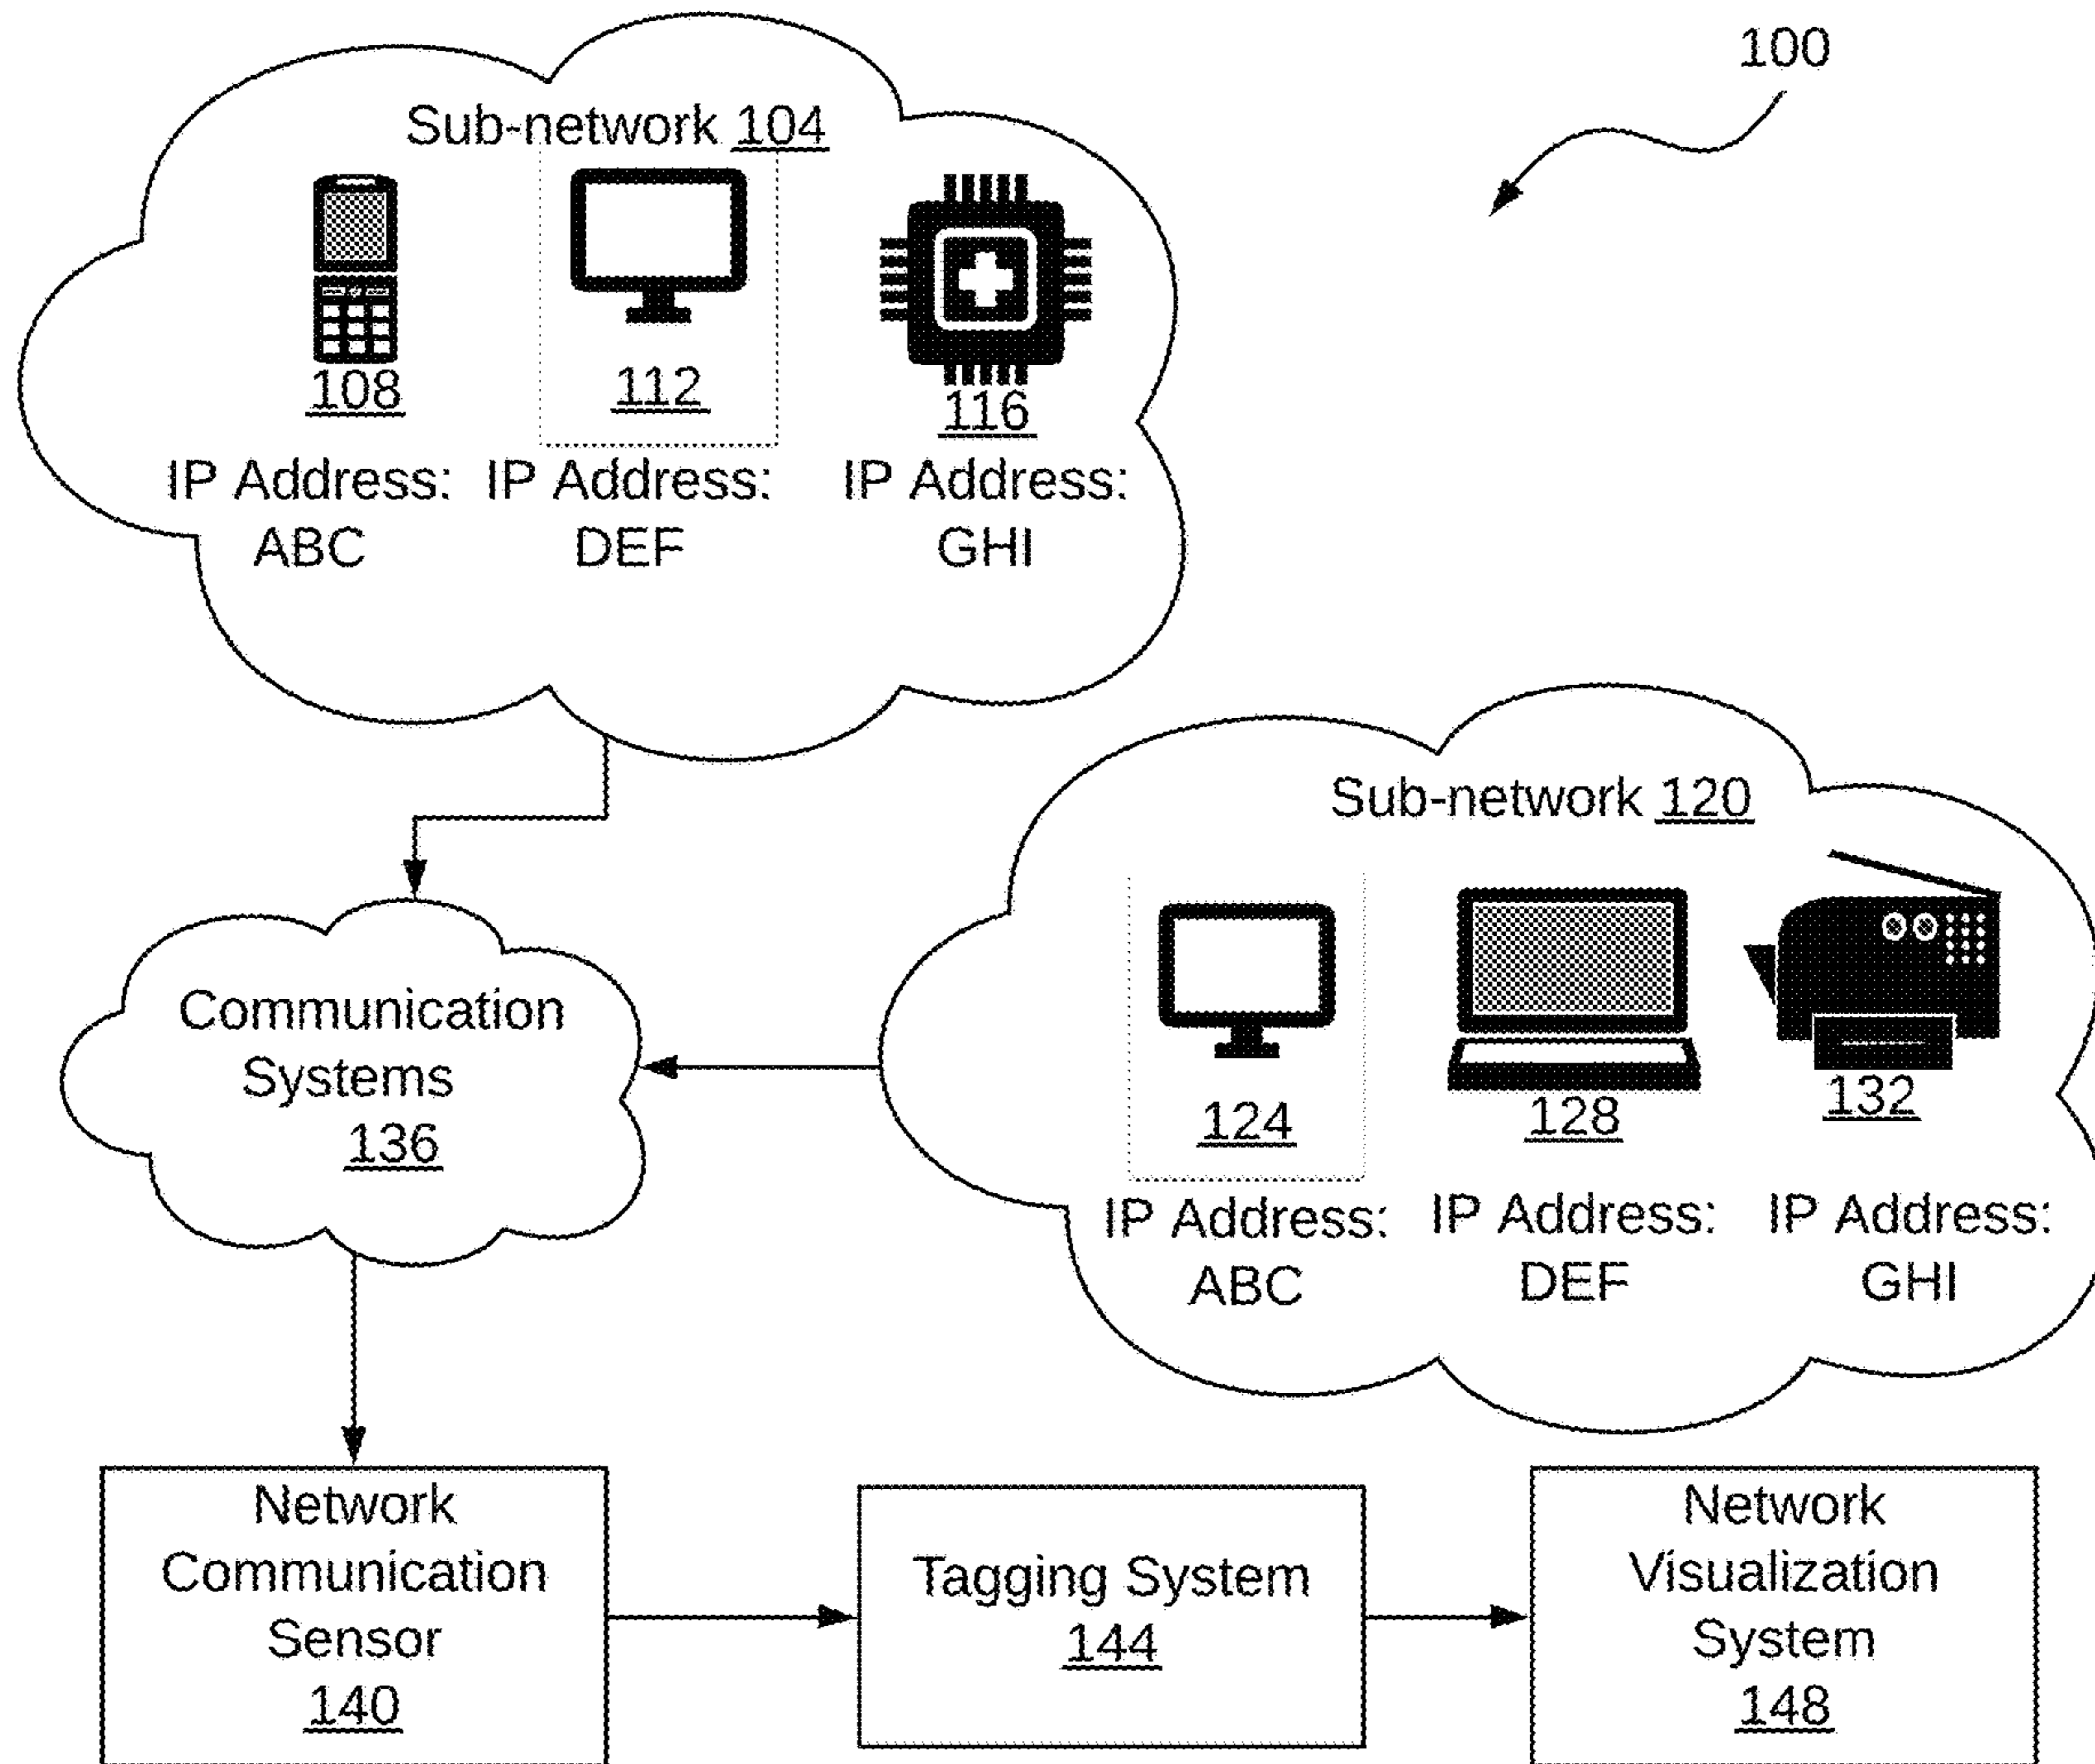 100
Sub-network 104
108
112
116
IP Address:
ABC
IP Address:
DEF
IP Address:
GHI
Sub-network 120
124
128
132
IP Address:
ABC
IP Address:
DEF
IP Address:
GHI
Communication
Systems
136
Network
Communication
Sensor
140
Tagging System
144
Network
Visualization
System
148